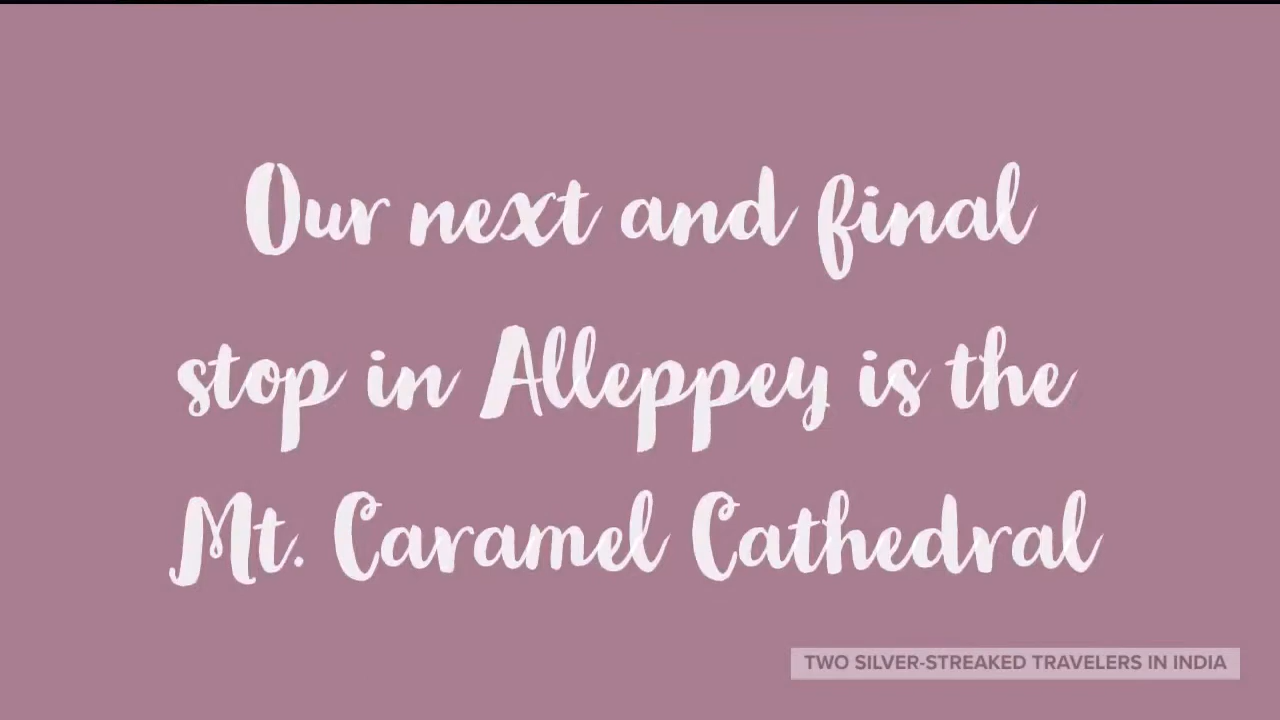 Our next and final
stop in Alleppey is the
Mt. Caramel Cathedral
TWO SILVER-STREAKED TRAVELERS IN INDIA